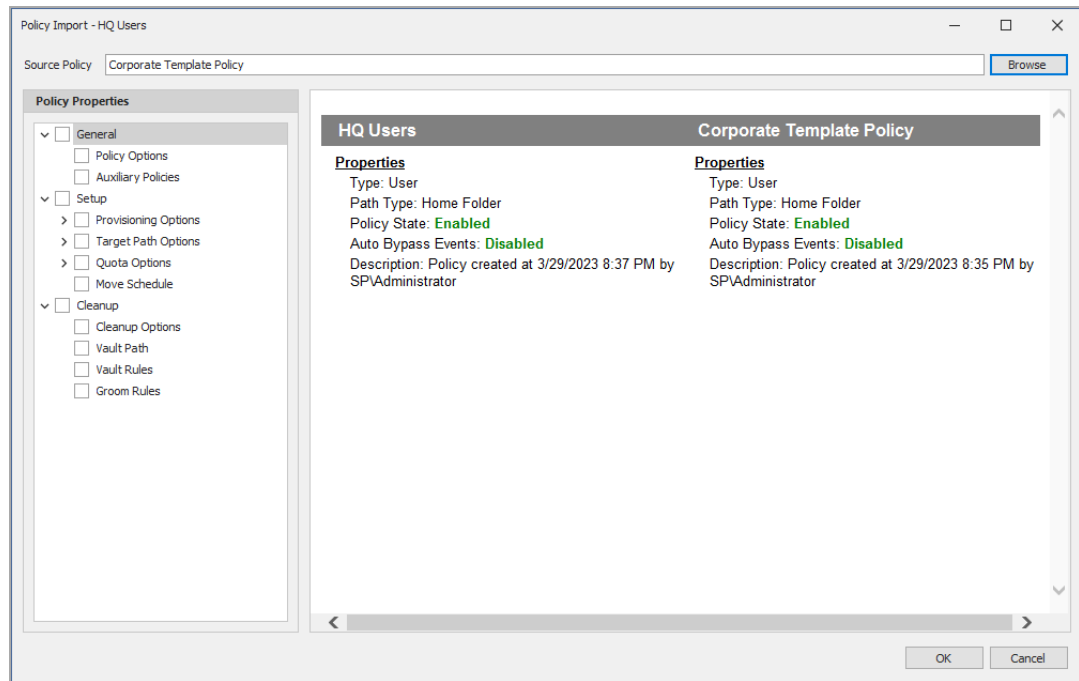 Policy Import - HQ Users
Source Policy Corporate Template Policy Browse
Policy Properties
General
Policy Options
Auxiliary Policies
Setup
Provisioning Options
Target Path Options
Quota Options
Move Schedule
Cleanup
Cleanup Options
Vault Path
Vault Rules
Groom Rules
HQ Users
Properties
Type: User
Path Type: Home Folder
Policy State: Enabled
Auto Bypass Events: Disabled
Description: Policy created at 3/29/2023 8:37 PM by
SP\Administrator
Corporate Template Policy
Properties
Type: User
Path Type: Home Folder
Policy State: Enabled
Auto Bypass Events: Disabled
Description: Policy created at 3/29/2023 8:35 PM by
SP\Administrator
OK Cancel